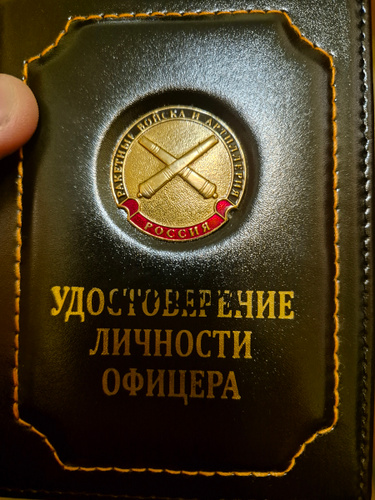 РАКЕТНЫЕ ВОЙСКА И АРТИЛЛЕРИЯ
РОССИЯ
УДОСТОВЕРЕНИЕ
ЛИЧНОСТИ
ОФИЦЕРА